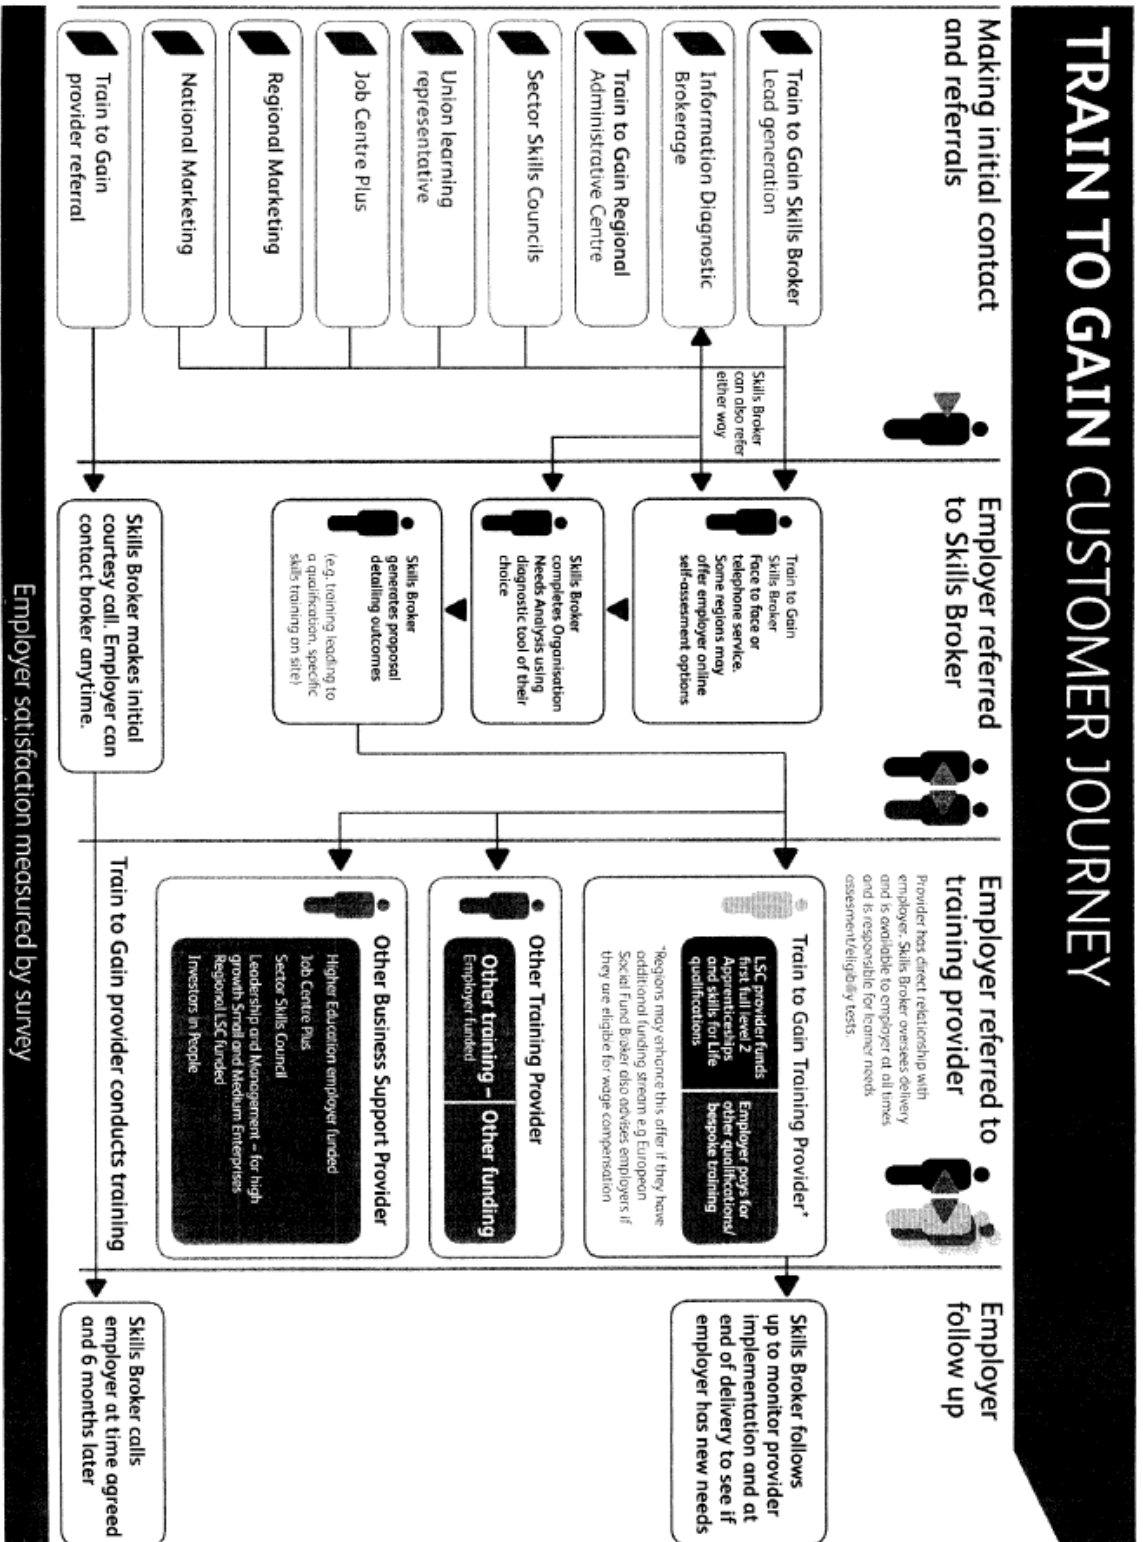 TRAIN TO GAIN CUSTOMER JOURNEY
Making initial contact
and referrals
Train to Gain Skills Broker
Lead generation
Information Diagnostic
Brokerage
Train to Gain Regional
Administrative Centre
Sector Skills Councils
Union learning
representative
Job Centre Plus
Regional Marketing
National Marketing
Train to Gain
provider referral
Skills Broker
can also refer
either way
Employer referred
to Skills Broker
Train to Gain
Skills Broker
Face to face or
telephone service.
Some regions may
offer employer online
self-assesment options
Skills Broker
completes Organisation
Needs Analysis using
diagnostic tool of their
choice
Skills Broker
generates proposal
detailing outcomes
(e.g. training leading to
a qualification, specific
skills training on site)
Skills Broker makes initial
courtesy call. Employer can
contact broker anytime.
Employer referred to
training provider
Provider has direct relationship with
employer. Skills Broker oversees delivery
and is available to employer at all times
and is responsible for learner needs
assesment/eligibility tests.
Train to Gain Training Provider*
LSC provider funds
first full level 2
Apprenticeships
and skills for Life
qualifications
Employer pays for
other qualifications/
bespoke training
*Regions may enhance this offer if they have
additional funding stream e.g European
Social Fund Broker also advises employers if
they are eligible for wage compensation
Other Training Provider
Other training –
Employer funded
Other funding
Other Business Support Provider
Higher Education employer funded
Job Centre Plus
Sector Skills Council
Leadership and Management – for high
growth Small and Medium Enterprises
Regional LSC funded
Investors in People
Train to Gain provider conducts training
Employer
follow up
Skills Broker follows
up to monitor provider
implementation and at
end of delivery to see if
employer has new needs
Skills Broker calls
employer at time agreed
and 6 months later
Employer satisfaction measured by survey